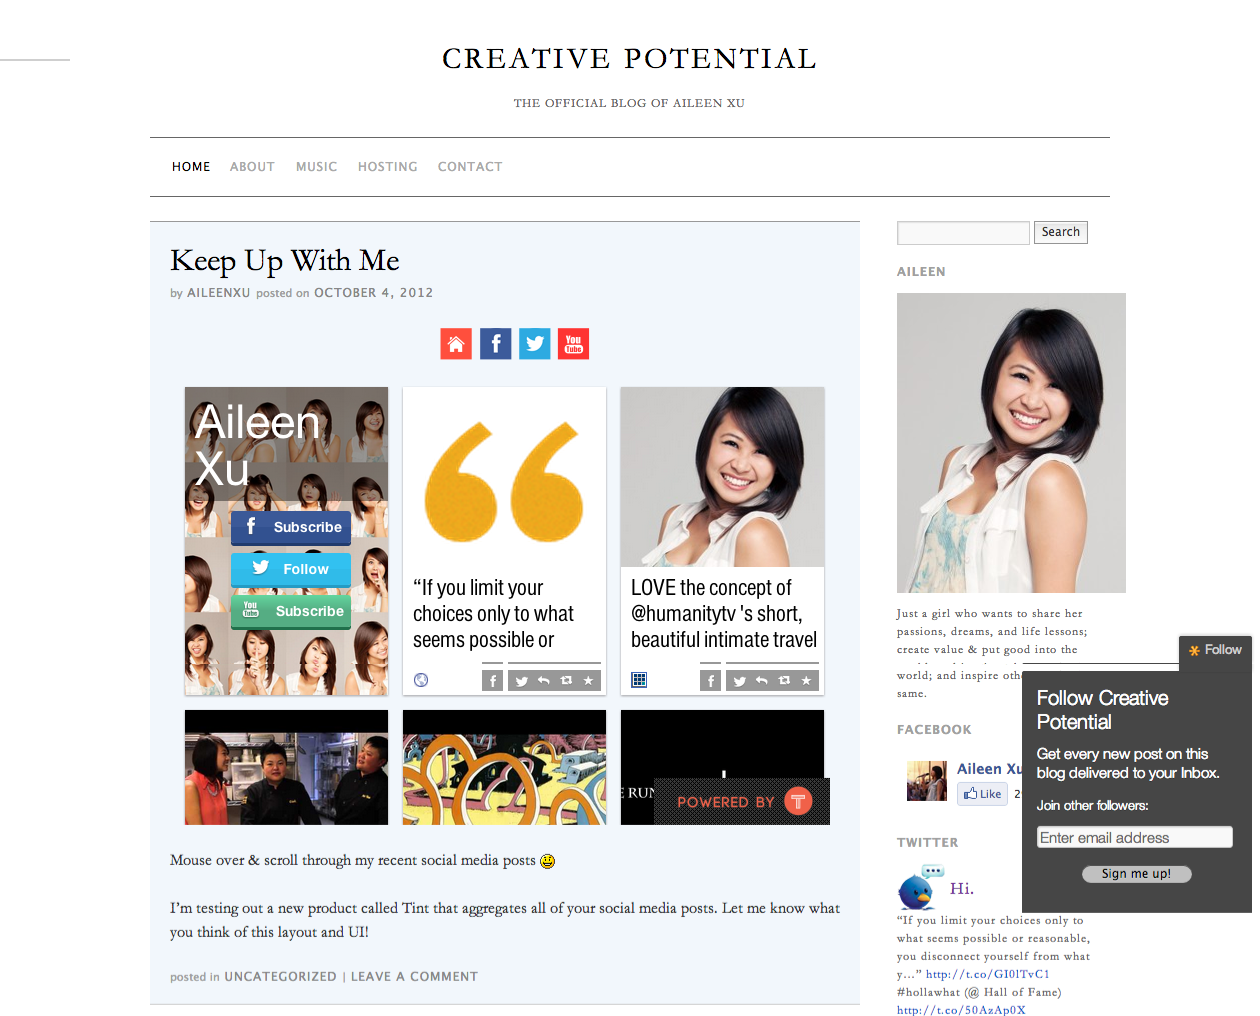 CREATIVE POTENTIAL
THE OFFICIAL BLOG OF AILEEN XU
HOME ABOUT MUSIC HOSTING CONTACT
Keep Up With Me
by AILEENXU posted on OCTOBER 4, 2012
You Tube
Aileen
Xu
Subscribe
Follow
You Tube Subscribe
“If you limit your
choices only to what
seems possible or
LOVE the concept of
@humanitytv 's short,
beautiful intimate travel
E RUN
POWERED BY T
Mouse over & scroll through my recent social media posts
I’m testing out a new product called Tint that aggregates all of your social media posts. Let me know what
you think of this layout and UI!
posted in UNCATEGORIZED | LEAVE A COMMENT
Search
AILEEN
Just a girl who wants to share her
passions, dreams, and life lessons;
create value & put good into the
world; and inspire
same.
FACEBOOK
Aileen Xu
Like 2
TWITTER
Hi.
“If you limit your choices only to
what seems possible or reasonable,
you disconnect yourself from what
y…” http://t.co/GI0lTvC1
#hollawhat (@ Hall of Fame)
http://t.co/50AzAp0X
Follow
Follow Creative
Potential
Get every new post on this
blog delivered to your Inbox.
Join other followers:
Enter email address
Sign me up!